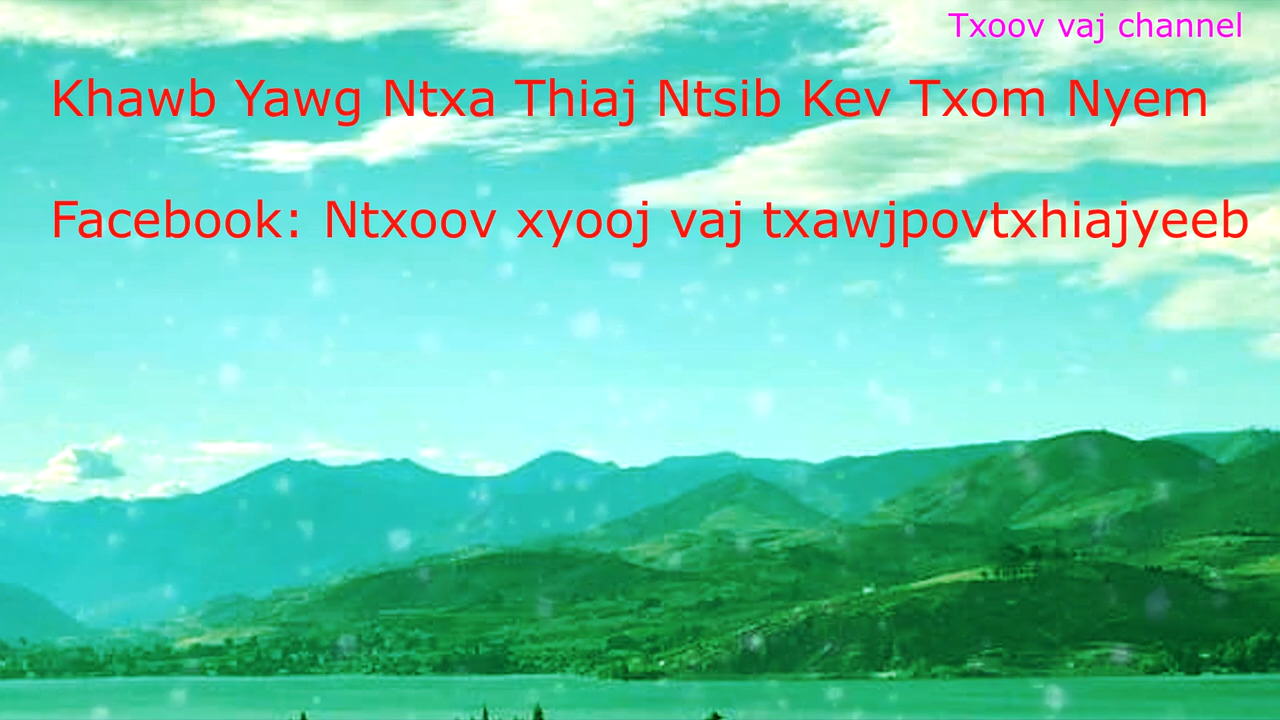 Txoov vaj channel
Khawb Yawg Ntxa Thiaj Ntsib Kev Txom Nyem
Facebook: Ntxoov xyooj vaj txawjpovtxhiajyeeb